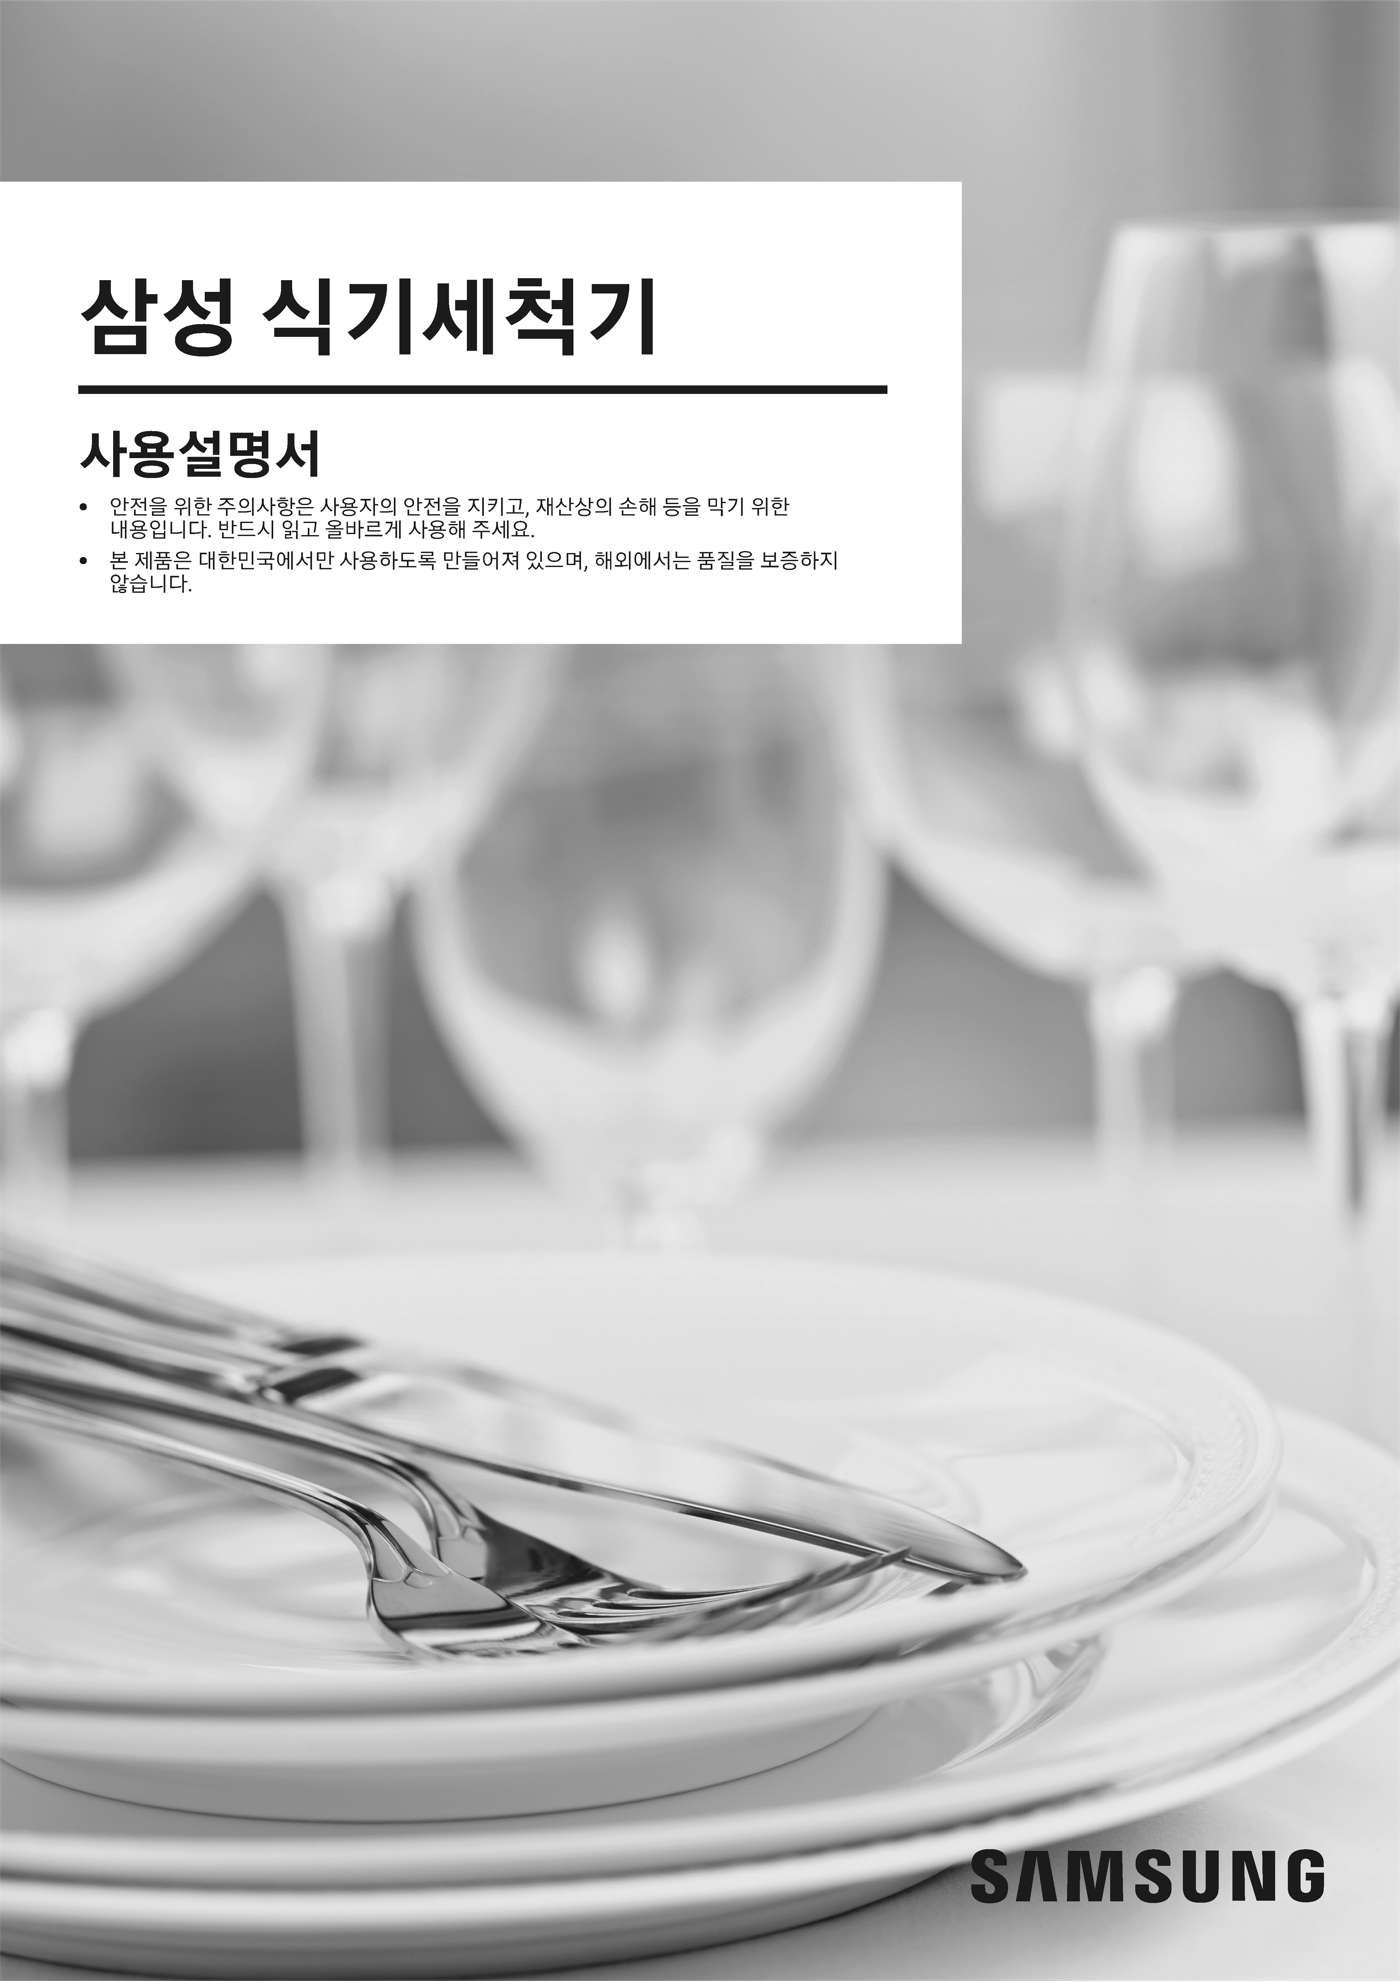 삼성 식기세척기
사용설명서
• 안전을 위한 주의사항은 사용자의 안전을 지키고, 재산상의 손해 등을 막기 위한
내용입니다. 반드시 읽고 올바르게 사용해 주세요.
• 본 제품은 대한민국에서만 사용하도록 만들어져 있으며, 해외에서는 품질을 보증하지
않습니다.
SAMSUNG